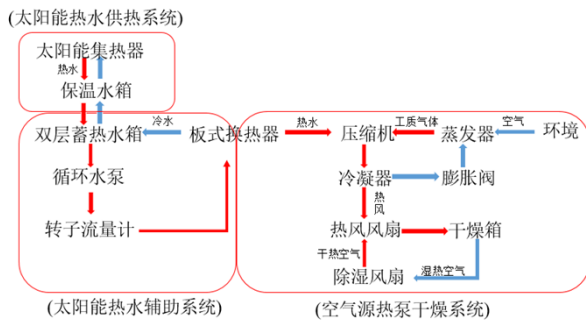 (太阳能热水供热系统)
太阳能集热器
热水
保温水箱
双层蓄热水箱
冷水
板式换热器
热水
压缩机
工质气体
蒸发器
空气
环境
循环水泵
冷凝器
膨胀阀
热
风
转子流量计
热风风扇
干燥箱
干热空气
湿热空气
除湿风扇
(太阳能热水辅助系统)
(空气源热泵干燥系统)